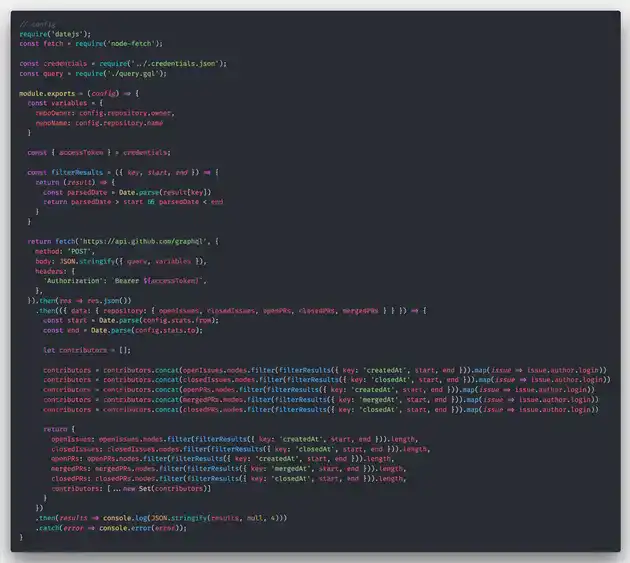 // config
require('datejs');
const fetch = require('node-fetch');
const credentials = require('../.credentials.json');
const query = require('./query.gql');
module.exports = (config) => {
const variables = {
repoOwner: config.repository.owner,
repoName: config.repository.name
}
const { accessToken } = credentials;
const filterResults = ({ key, start, end }) => {
return (result) => {
const parsedDate = Date.parse(result[key])
return parsedDate > start && parsedDate < end
}
}
return fetch('https://api.github.com/graphql', {
method: "POST",
body: JSON.stringify({ query, variables }),
headers: {
'Authorization': `Bearer ${accessToken}`,
},
}).then(res => res.json())
.then(({ data: { repository: { openIssues, closedIssues, openPRs, closedPRs, mergedPRs } } }) => {
const start = Date.parse(config.stats.from);
const end = Date.parse(config.stats.to);
let contributors = [];
contributors = contributors.concat(openIssues.nodes.filter(filterResults({ key: 'createdAt', start, end })).map(issue => issue.author.login))
contributors = contributors.concat(closedIssues.nodes.filter(filterResults({ key: 'closedAt', start, end })).map(issue => issue.author.login))
contributors = contributors.concat(openPRs.nodes.filter(filterResults({ key: 'createdAt', start, end })).map(issue => issue.author.login))
contributors = contributors.concat(mergedPRs.nodes.filter(filterResults({ key: 'mergedAt', start, end })).map(issue => issue.author.login))
contributors = contributors.concat(closedPRs.nodes.filter(filterResults({ key: 'closedAt', start, end })).map(issue => issue.author.login))
return {
openIssues: openIssues.nodes.filter(filterResults({ key: 'createdAt', start, end })).length,
closedIssues: closedIssues.nodes.filter(filterResults({ key: 'closedAt', start, end })).length,
openPRs: openPRs.nodes.filter(filterResults({ key: 'createdAt', start, end })).length,
mergedPRs: mergedPRs.nodes.filter(filterResults({ key: 'mergedAt', start, end })).length,
closedPRs: closedPRs.nodes.filter(filterResults({ key: 'closedAt', start, end })).length,
contributors: [...new Set(contributors)]
}
})
.then(results => console.log(JSON.stringify(results, null, 4)))
.catch(error => console.error(error));
}